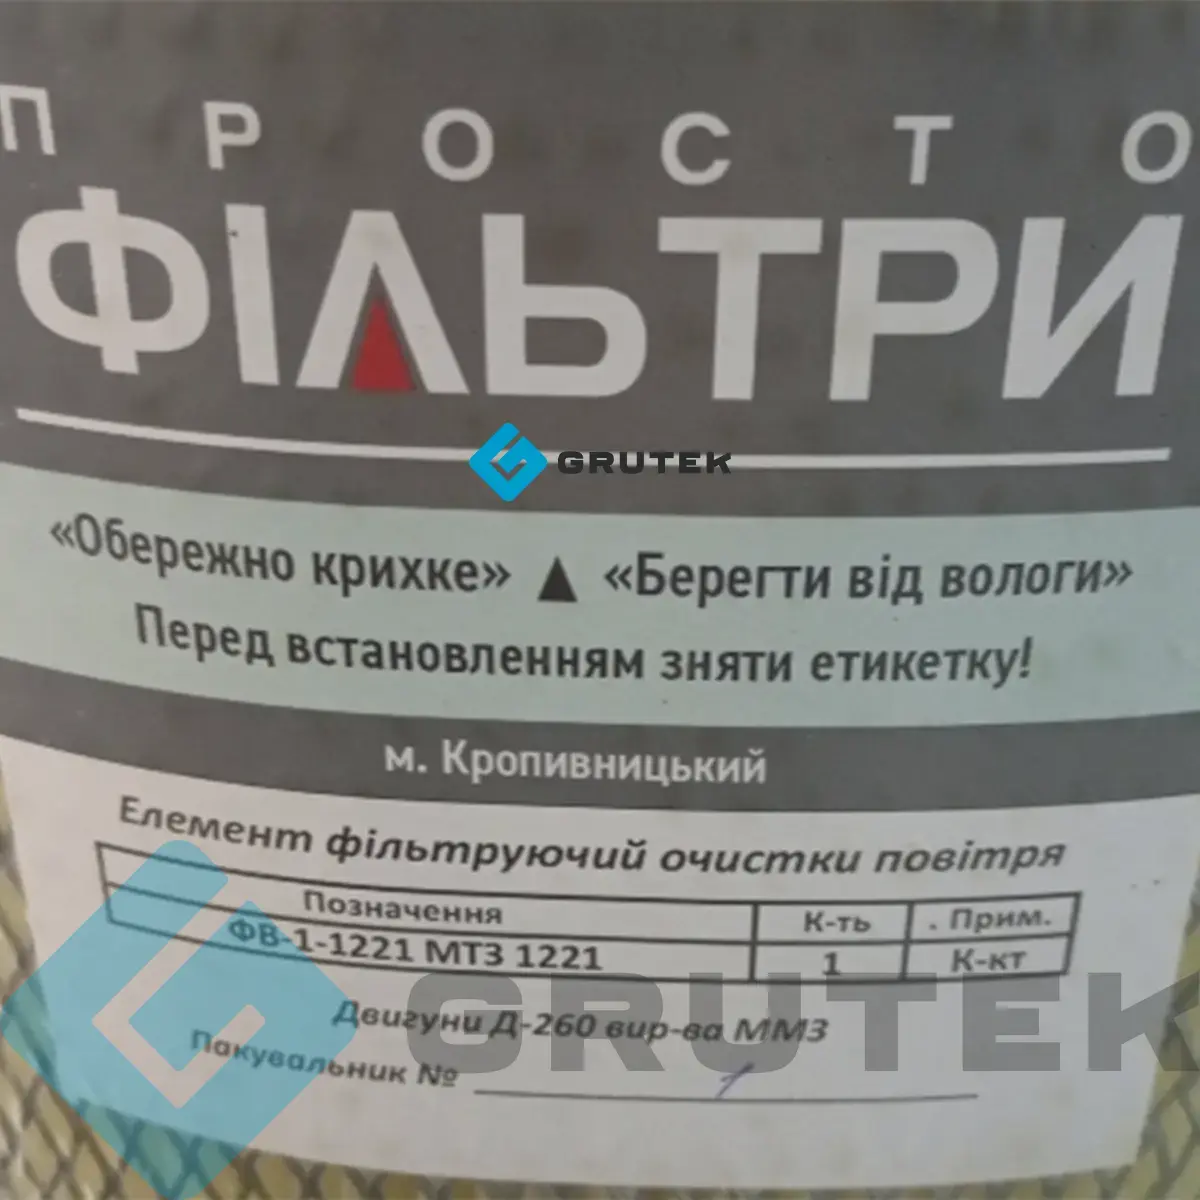 ПРОСТО
ФІЛЬТРИ
GRUTEK
«Обережно крихке» ▲ «Берегти від вологи»
Перед встановленням зняти етикетку!
м. Кропивницький
Елемент фільтруючий очистки повітря
Позначення К-ть . Прим.
ФВ-1-1221 МТЗ 1221 1 К-кт
GRUTEK
Двигуни Д-260 вир-ва ММЗ
Пакувальник № 1